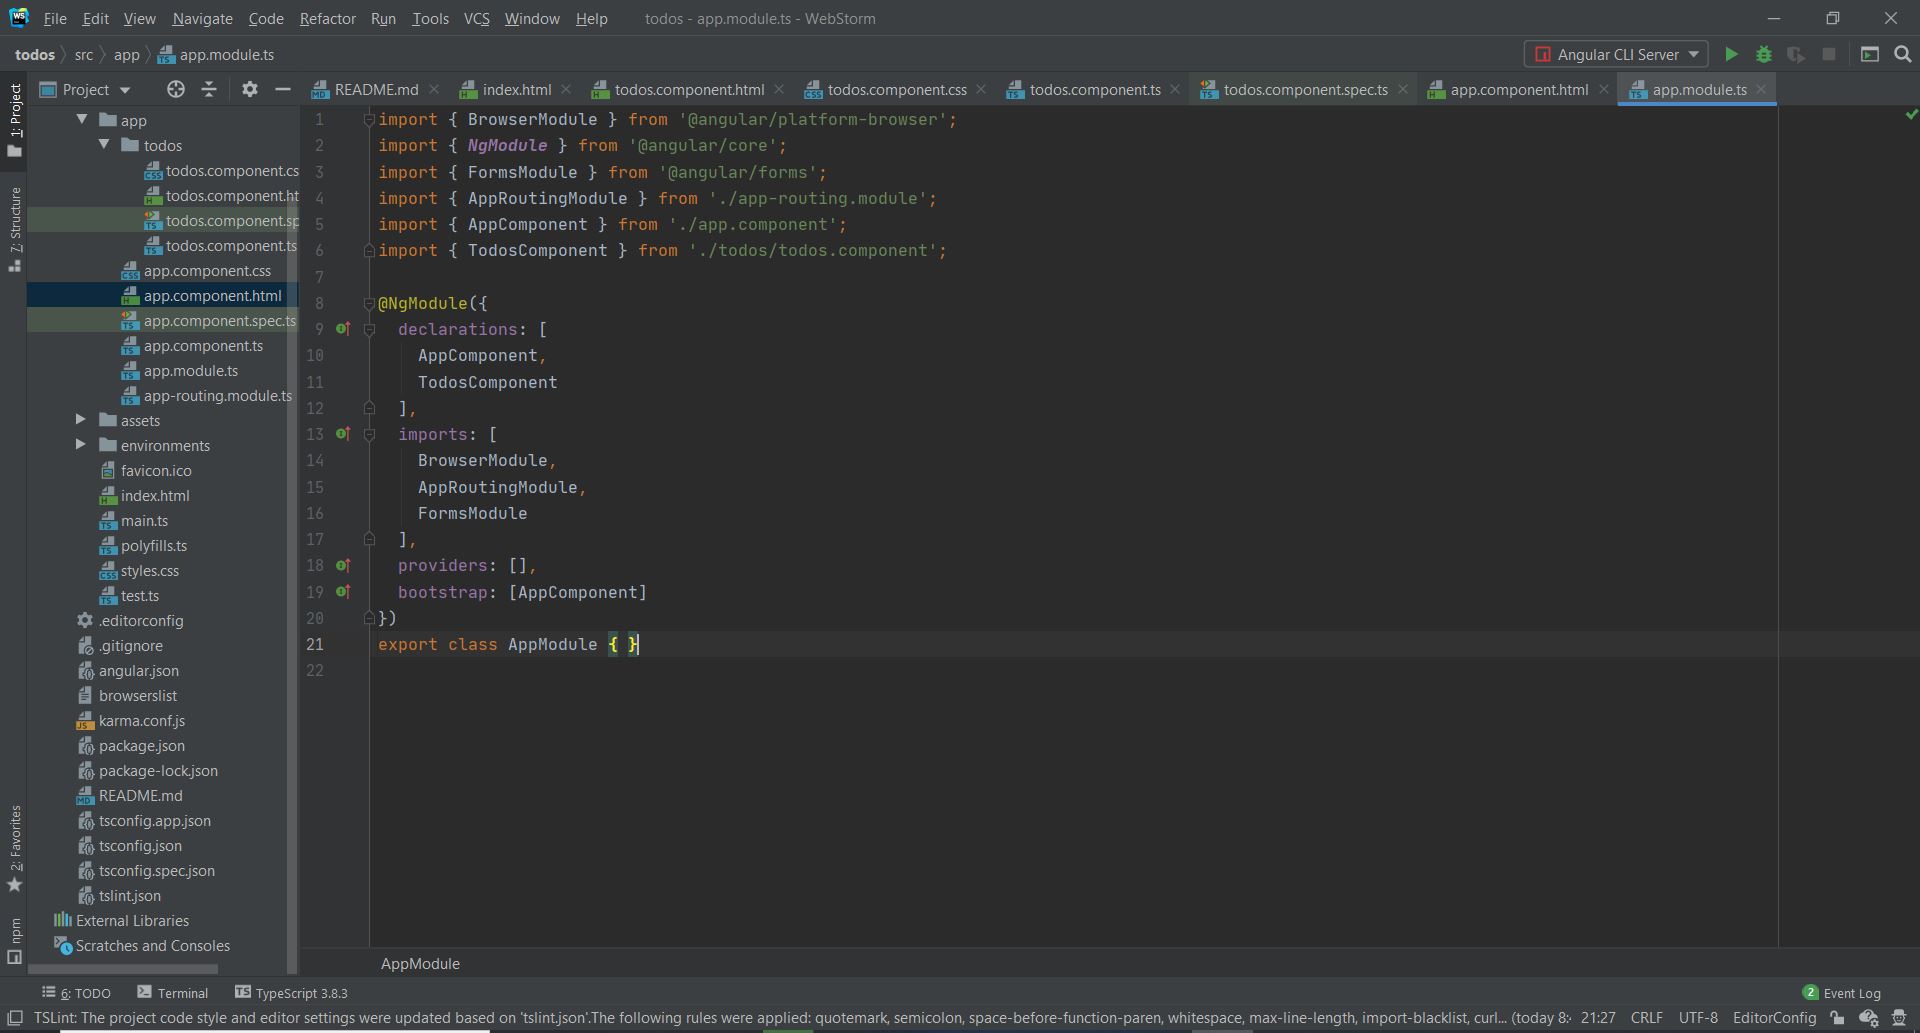 WS File Edit View Navigate Code Refactor Run Tools VCS Window Help todos - app.module.ts - WebStorm
todos src app app.module.ts Angular CLI Server
Project README.md index.html todos.component.html todos.component.css todos.component.ts todos.component.spec.ts app.component.html app.module.ts
1: Project
7: Structure
2: Favorites
npm
app
todos
todos.component.cs
todos.component.ht
todos.component.sp
todos.component.ts
app.component.css
app.component.html
app.component.spec.ts
app.component.ts
app.module.ts
app-routing.module.ts
assets
environments
favicon.ico
index.html
main.ts
polyfills.ts
styles.css
test.ts
.editorconfig
.gitignore
angular.json
browserslist
karma.conf.js
package.json
package-lock.json
README.md
tsconfig.app.json
tsconfig.json
tsconfig.spec.json
tslint.json
External Libraries
Scratches and Consoles
1 import { BrowserModule } from '@angular/platform-browser';
2 import { NgModule } from '@angular/core';
3 import { FormsModule } from '@angular/forms';
4 import { AppRoutingModule } from './app-routing.module';
5 import { AppComponent } from './app.component';
6 import { TodosComponent } from './todos/todos.component';
7
8 @NgModule({
9 declarations: [
10 AppComponent,
11 TodosComponent
12 ],
13 imports: [
14 BrowserModule,
15 AppRoutingModule,
16 FormsModule
17 ],
18 providers: [],
19 bootstrap: [AppComponent]
20 })
21 export class AppModule { }
22
AppModule
6: TODO Terminal TS TypeScript 3.8.3 2 Event Log
TSLint: The project code style and editor settings were updated based on 'tslint.json'.The following rules were applied: quotemark, semicolon, space-before-function-paren, whitespace, max-line-length, import-blacklist, curl... (today 8: 21:27 CRLF UTF-8 EditorConfig